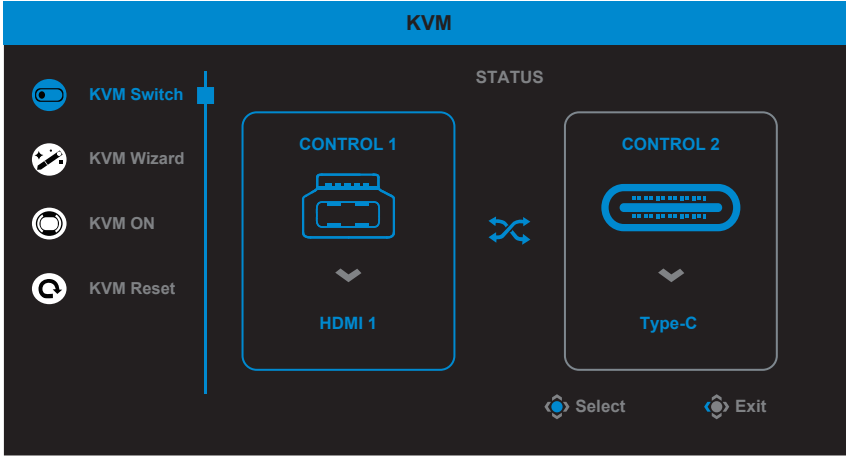 KVM
STATUS
KVM Switch
KVM Wizard
KVM ON
KVM Reset
CONTROL 1
HDMI 1
CONTROL 2
Type-C
Select
Exit